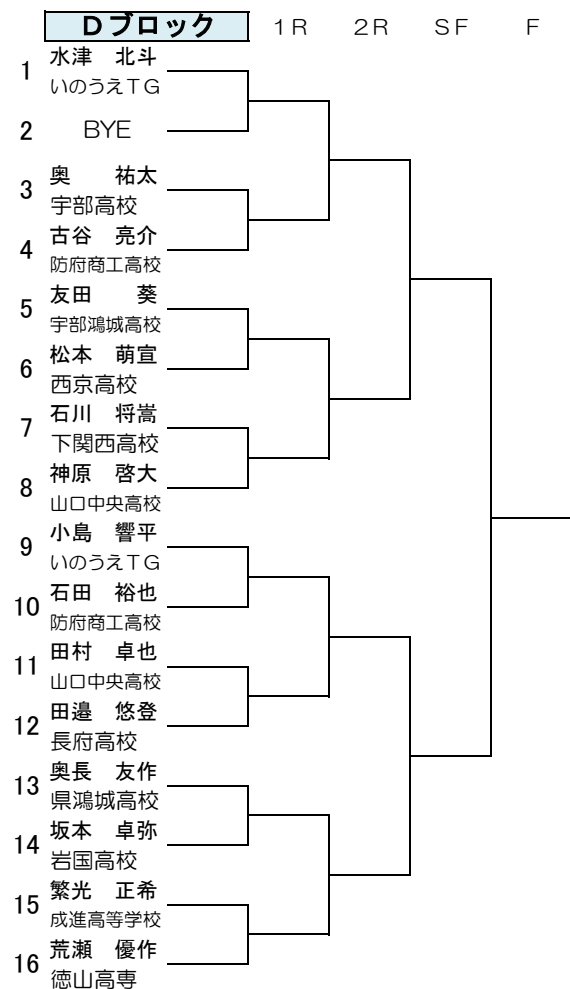 Dブロック 1R 2R SF F
1 水津 北斗
いのうえTG
2 BYE
3 奥 祐太
宇部高校
4 古谷 亮介
防府商工高校
5 友田 葵
宇部鴻城高校
6 松本 萌宣
西京高校
7 石川 将嵩
下関西高校
8 神原 啓大
山口中央高校
9 小島 響平
いのうえTG
10 石田 裕也
防府商工高校
11 田村 卓也
山口中央高校
12 田邉 悠登
長府高校
13 奥長 友作
県鴻城高校
14 坂本 卓弥
岩国高校
15 繁光 正希
成進高等学校
16 荒瀬 優作
徳山高専